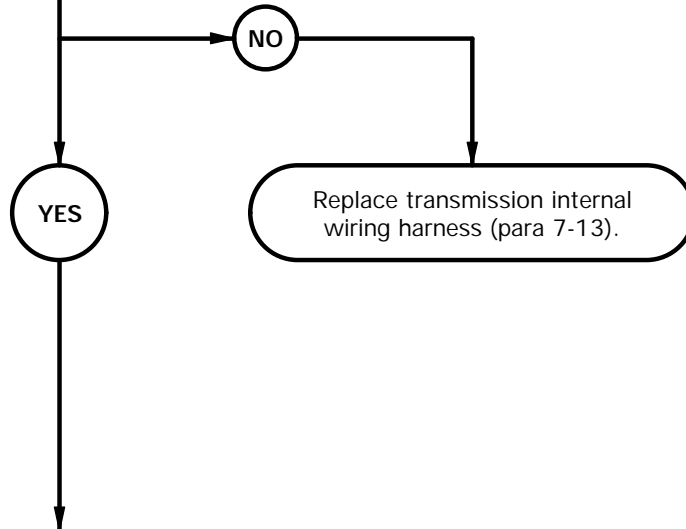 NO
YES
Replace transmission internal
wiring harness (para 7-13).